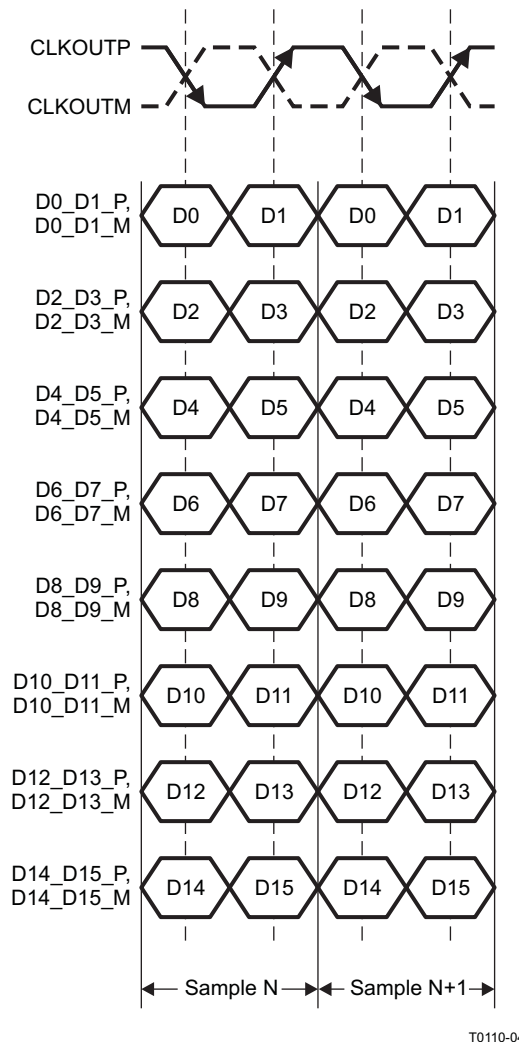 CLKOUTP
CLKOUTM
D0_D1_P,
D0_D1_M
D0 D1 D0 D1
D2_D3_P,
D2_D3_M
D2 D3 D2 D3
D4_D5_P,
D4_D5_M
D4 D5 D4 D5
D6_D7_P,
D6_D7_M
D6 D7 D6 D7
D8_D9_P,
D8_D9_M
D8 D9 D8 D9
D10_D11_P,
D10_D11_M
D10 D11 D10 D11
D12_D13_P,
D12_D13_M
D12 D13 D12 D13
D14_D15_P,
D14_D15_M
D14 D15 D14 D15
Sample N Sample N+1